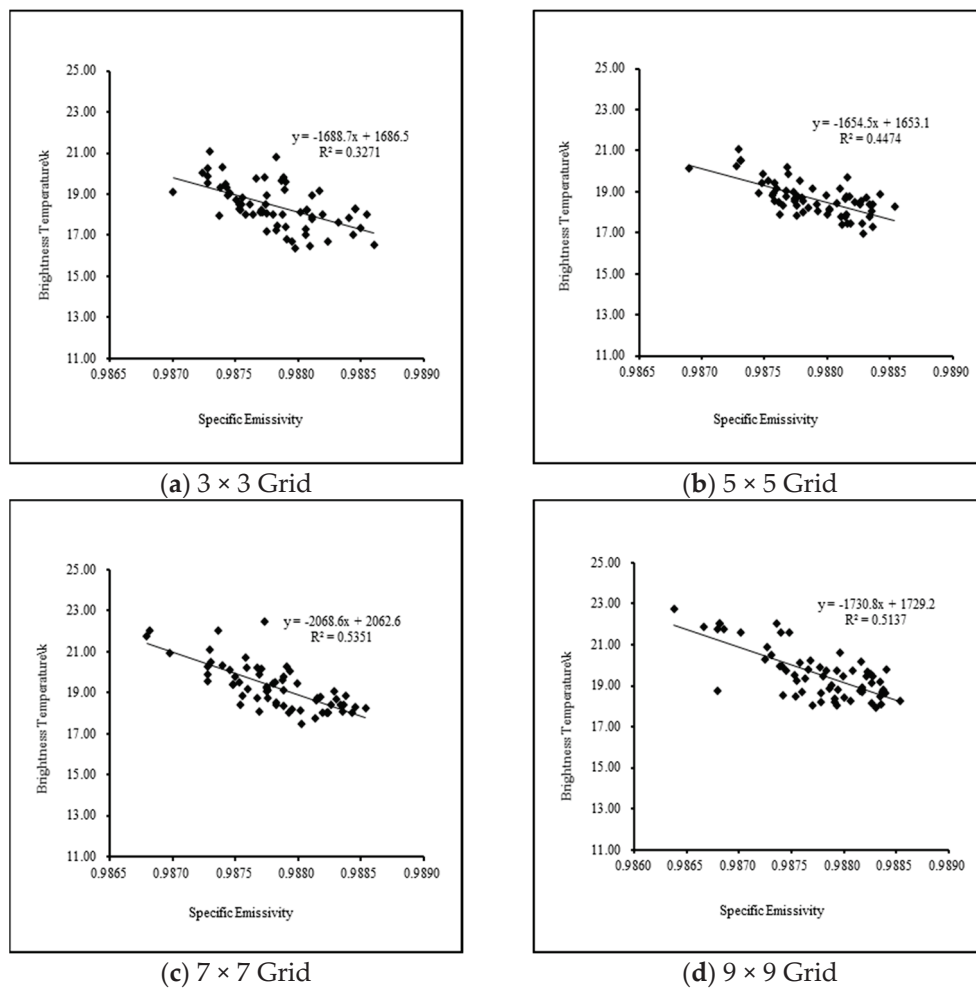 25.00
23.00
21.00
19.00
17.00
15.00
13.00
11.00
Brightness Temperature\k
y = -1688.7x + 1686.5
R² = 0.3271
0.9865 0.9870 0.9875 0.9880 0.9885 0.9890
Specific Emissivity
(a) 3 × 3 Grid
25.00
23.00
21.00
19.00
17.00
15.00
13.00
11.00
Brightness Temperature\k
y = -1654.5x + 1653.1
R² = 0.4474
0.9865 0.9870 0.9875 0.9880 0.9885 0.9890
Specific Emissivity
(b) 5 × 5 Grid
25.00
23.00
21.00
19.00
17.00
15.00
13.00
11.00
Brightness Temperature\k
y = -2068.6x + 2062.6
R² = 0.5351
0.9865 0.9870 0.9875 0.9880 0.9885 0.9890
Specific Emissivity
(c) 7 × 7 Grid
25.00
23.00
21.00
19.00
17.00
15.00
13.00
11.00
Brightness Temperature\k
y = -1730.8x + 1729.2
R² = 0.5137
0.9860 0.9865 0.9870 0.9875 0.9880 0.9885 0.9890
Specific Emissivity
(d) 9 × 9 Grid